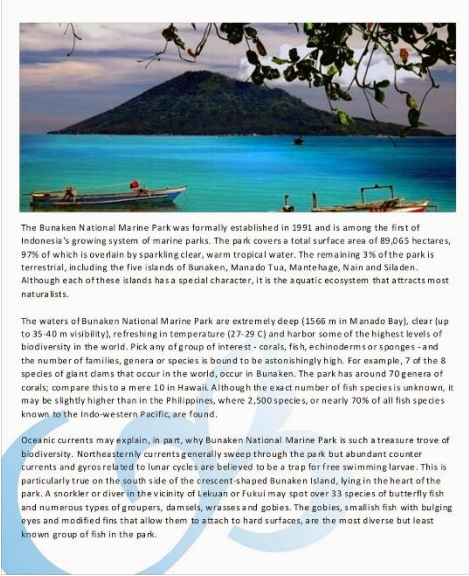 The Bunaken National Marine Park was formally established in 1991 and is among the first of
Indonesia's growing system of marine parks. The park covers a total surface area of 89,065 hectares,
97% of which is overlain by sparkling clear, warm tropical water. The remaining 3% of the park is
terrestrial, including the five islands of Bunaken, Manado Tua, Mantehage, Nain and Siladen.
Although each of these islands has a special character, it is the aquatic ecosystem that attracts most
naturalists.
The waters of Bunaken National Marine Park are extremely deep (1566 m in Manado Bay), clear (up
to 35-40 m visibility), refreshing in temperature (27-29 C) and harbor some of the highest levels of
biodiversity in the world. Pick any of group of interest - corals, fish, echinoderms or sponges - and
the number of families, genera or species is bound to be astonishingly high. For example, 7 of the 8
species of giant clams that occur in the world, occur in Bunaken. The park has around 70 genera of
corals; compare this to a mere 10 in Hawaii. Although the exact number of fish species is unknown, it
may be slightly higher than in the Philippines, where 2,500 species, or nearly 70% of all fish species
known to the Indo-western Pacific, are found.
Oceanic currents may explain, in part, why Bunaken National Marine Park is such a treasure trove of
biodiversity. Northeasternly currents generally sweep through the park but abundant counter
currents and gyros related to lunar cycles are believed to be a trap for free swimming larvae. This is
particularly true on the south side of the crescent-shaped Bunaken Island, lying in the heart of the
park. A snorkler or diver in the vicinity of Lekuan or Fukui may spot over 33 species of butterfly fish
and numerous types of groupers, damsels, wrasses and gobies. The gobies, smallish fish with bulging
eyes and modified fins that allow them to attach to hard surfaces, are the most diverse but least
known group of fish in the park.